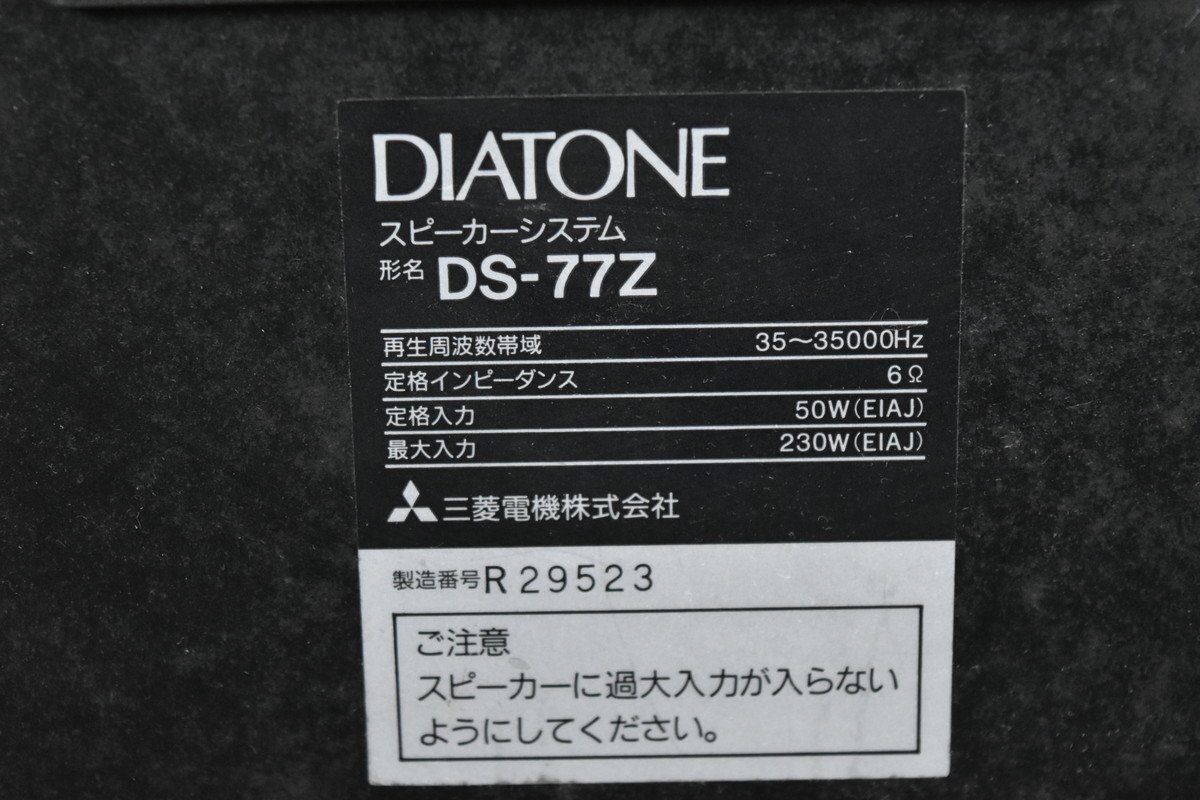 DIATONE
スピーカーシステム
形名 DS-77Z
再生周波数帯域 35～35000Hz
定格インピーダンス 6Ω
定格入力 50W(EIAJ)
最大入力 230W(EIAJ)
三菱電機株式会社
製造番号 R29523
ご注意
スピーカーに過大入力が入らない
ようにしてください。